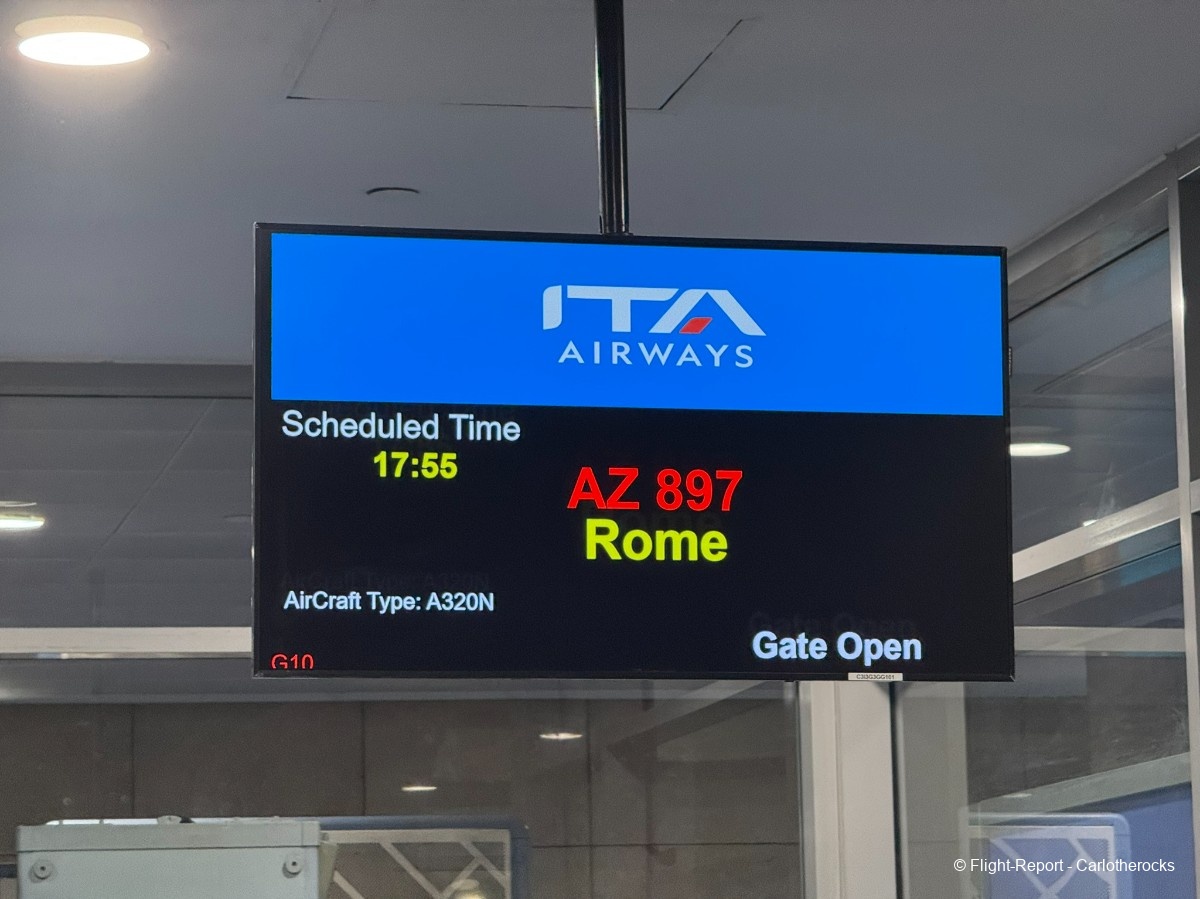 ITA
AIRWAYS
Scheduled Time
17:55
AZ 897
Rome
AirCraft Type: A320N
Gate Open
G10
© Flight-Report - Carlotherocks